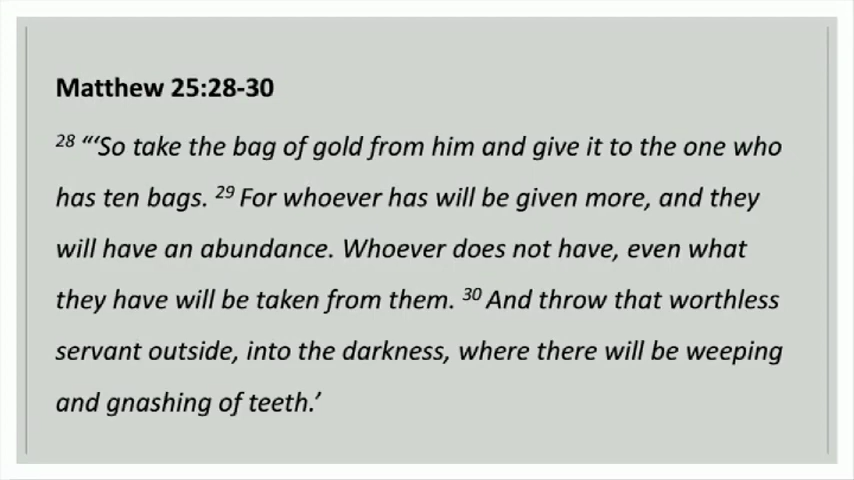 Matthew 25:28-30
28 “‘So take the bag of gold from him and give it to the one who
has ten bags. 29 For whoever has will be given more, and they
will have an abundance. Whoever does not have, even what
they have will be taken from them. 30 And throw that worthless
servant outside, into the darkness, where there will be weeping
and gnashing of teeth.’